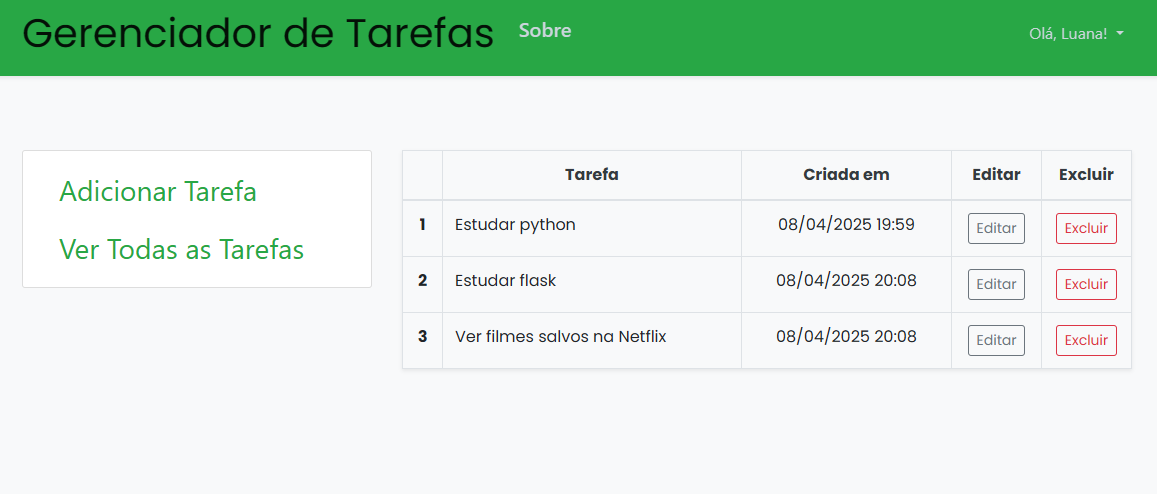 Gerenciador de Tarefas Sobre Olá, Luana!
Adicionar Tarefa
Ver Todas as Tarefas
Tarefa Criada em Editar Excluir
1 Estudar python 08/04/2025 19:59 Editar Excluir
2 Estudar flask 08/04/2025 20:08 Editar Excluir
3 Ver filmes salvos na Netflix 08/04/2025 20:08 Editar Excluir